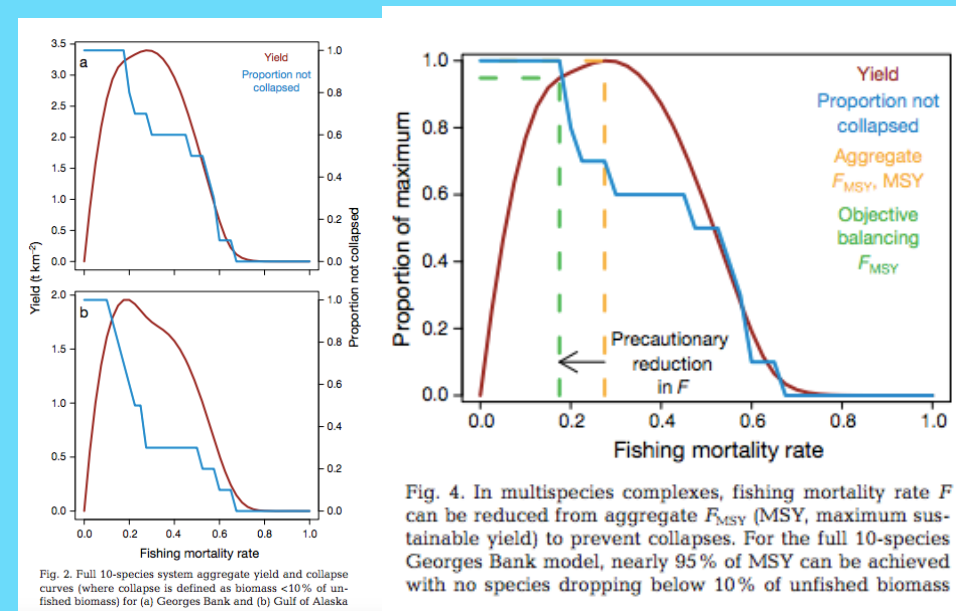 3.5
3.0
2.5
2.0
1.5
1.0
0.5
0.0
a
Yield
Proportion not
collapsed
1.0
0.8
0.6
0.4
0.2
0.0
2.0
1.5
1.0
0.5
0.0
b
1.0
0.8
0.6
0.4
0.2
0.0
0.0 0.2 0.4 0.6 0.8 1.0
Yield (t km⁻²)
Proportion not collapsed
Fishing mortality rate
Fig. 2. Full 10-species system aggregate yield and collapse
curves (where collapse is defined as biomass <10% of un-
fished biomass) for (a) Georges Bank and (b) Gulf of Alaska
1.0
0.8
0.6
0.4
0.2
0.0
Proportion of maximum
Yield
Proportion not
collapsed
Aggregate
FMSY, MSY
Objective
balancing
FMSY
Precautionary
reduction
in F
0.0 0.2 0.4 0.6 0.8 1.0
Fishing mortality rate
Fig. 4. In multispecies complexes, fishing mortality rate F
can be reduced from aggregate FMSY (MSY, maximum sus-
tainable yield) to prevent collapses. For the full 10-species
Georges Bank model, nearly 95% of MSY can be achieved
with no species dropping below 10% of unfished biomass